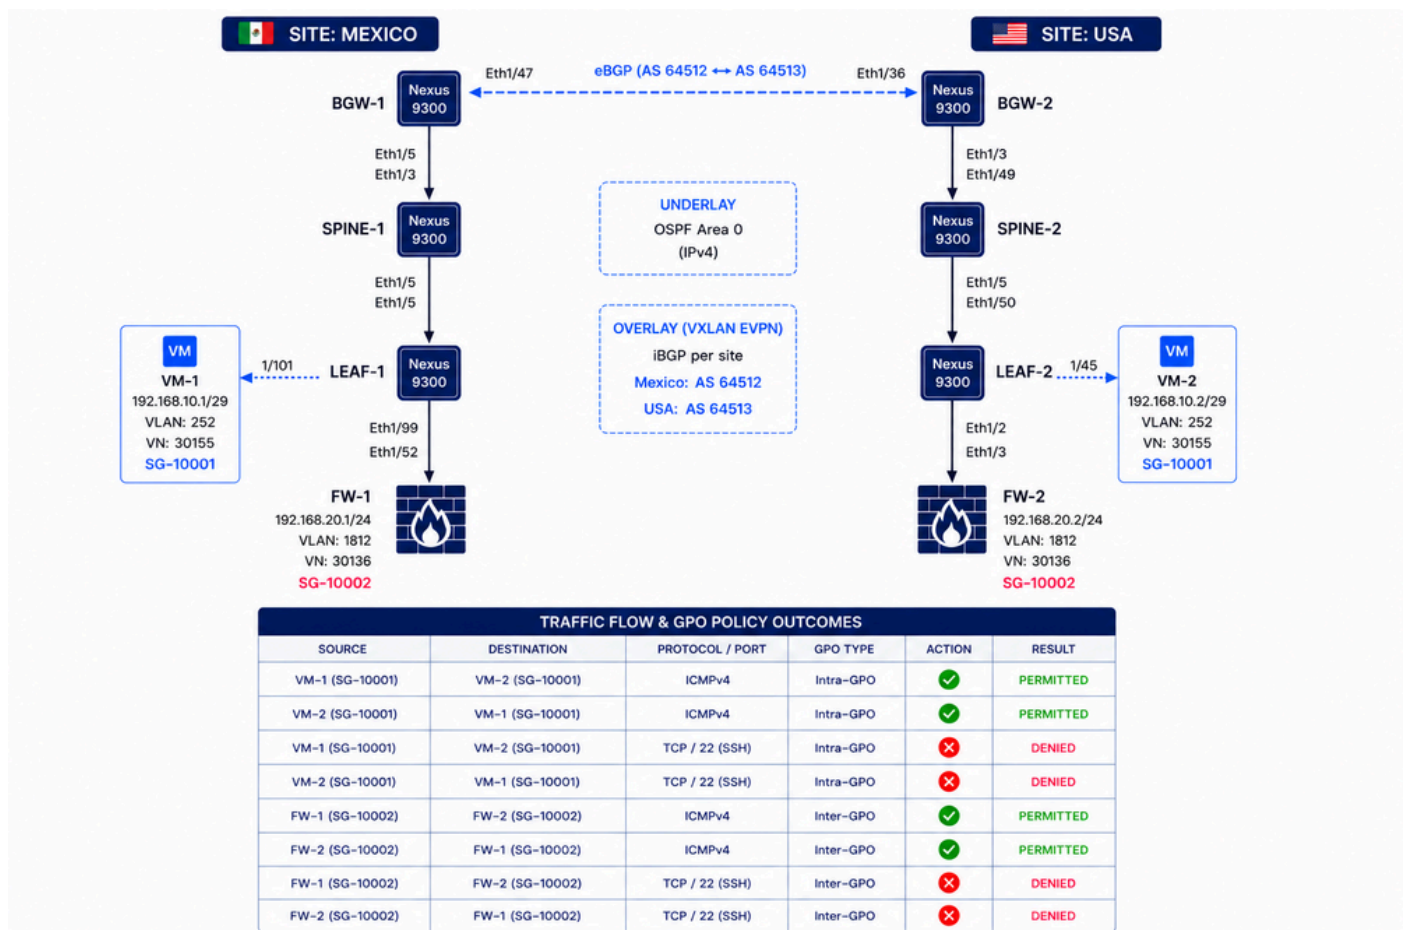 SITE: MEXICO
SITE: USA
Eth1/47
eBGP (AS 64512 ↔ AS 64513)
Eth1/36
BGW-1
Nexus
9300
Nexus
9300
BGW-2
Eth1/5
Eth1/3
Eth1/3
Eth1/49
UNDERLAY
OSPF Area 0
(IPv4)
SPINE-1
Nexus
9300
Nexus
9300
SPINE-2
Eth1/5
Eth1/5
Eth1/5
Eth1/50
OVERLAY (VXLAN EVPN)
iBGP per site
Mexico: AS 64512
USA: AS 64513
VM
VM-1
192.168.10.1/29
VLAN: 252
VN: 30155
SG-10001
1/101
LEAF-1
Nexus
9300
Nexus
9300
LEAF-2
1/45
VM
VM-2
192.168.10.2/29
VLAN: 252
VN: 30155
SG-10001
Eth1/99
Eth1/52
Eth1/2
Eth1/3
FW-1
192.168.20.1/24
VLAN: 1812
VN: 30136
SG-10002
FW-2
192.168.20.2/24
VLAN: 1812
VN: 30136
SG-10002
TRAFFIC FLOW & GPO POLICY OUTCOMES
SOURCE DESTINATION PROTOCOL / PORT GPO TYPE ACTION RESULT
VM-1 (SG-10001) VM-2 (SG-10001) ICMPv4 Intra-GPO PERMITTED
VM-2 (SG-10001) VM-1 (SG-10001) ICMPv4 Intra-GPO PERMITTED
VM-1 (SG-10001) VM-2 (SG-10001) TCP / 22 (SSH) Intra-GPO DENIED
VM-2 (SG-10001) VM-1 (SG-10001) TCP / 22 (SSH) Intra-GPO DENIED
FW-1 (SG-10002) FW-2 (SG-10002) ICMPv4 Inter-GPO PERMITTED
FW-2 (SG-10002) FW-1 (SG-10002) ICMPv4 Inter-GPO PERMITTED
FW-1 (SG-10002) FW-2 (SG-10002) TCP / 22 (SSH) Inter-GPO DENIED
FW-2 (SG-10002) FW-1 (SG-10002) TCP / 22 (SSH) Inter-GPO DENIED